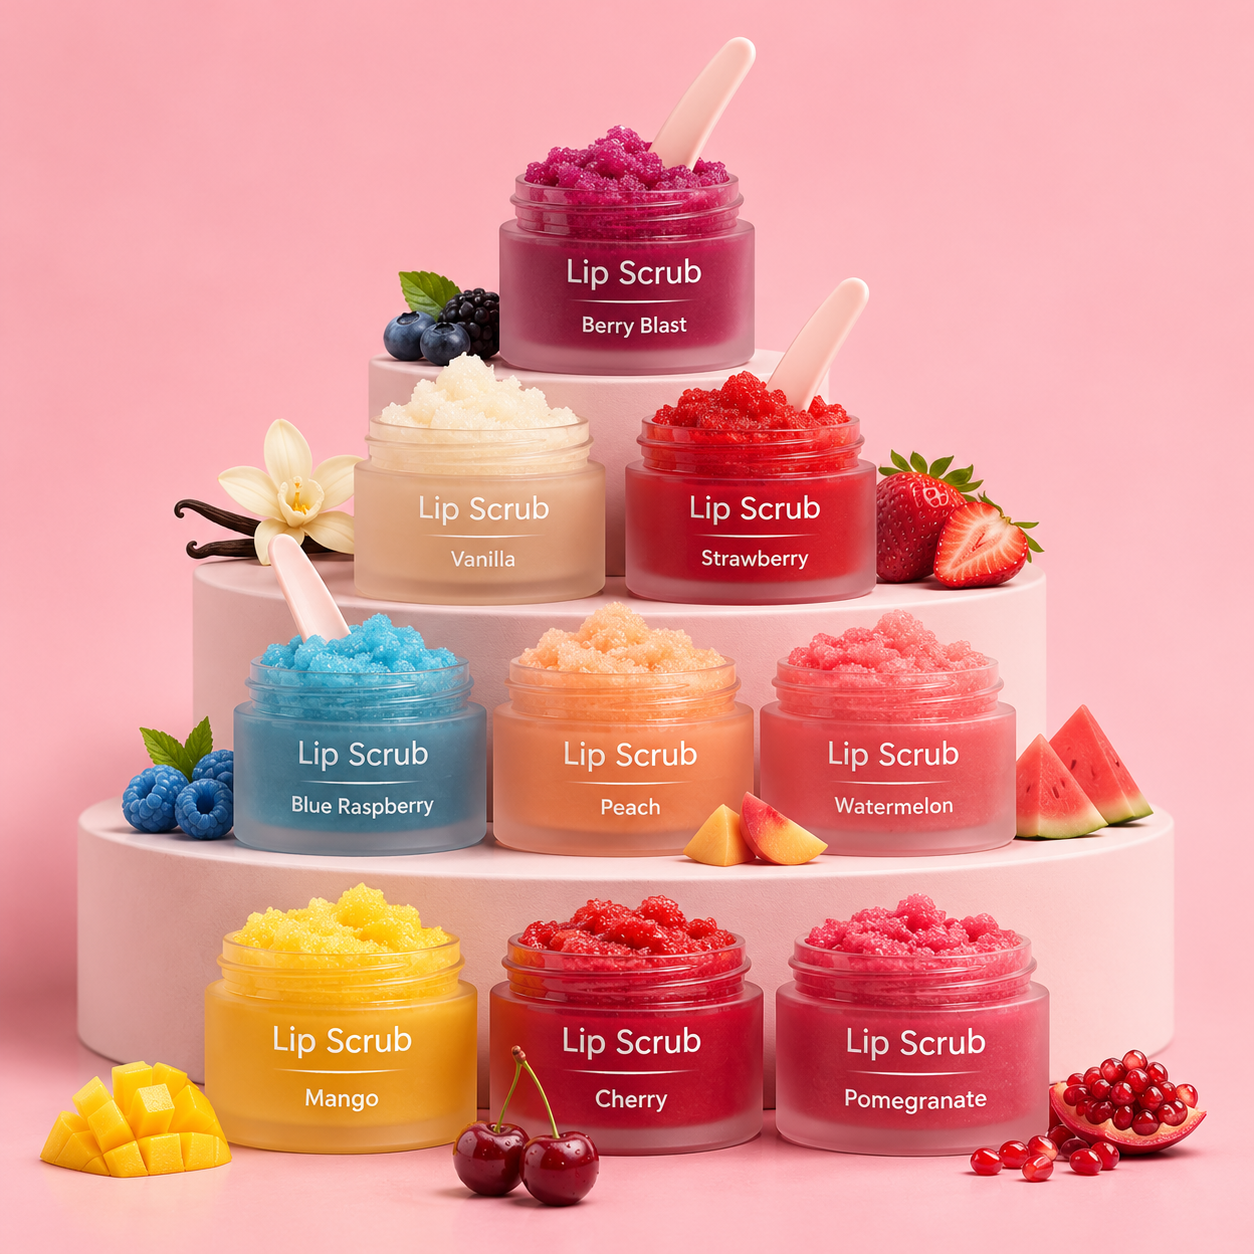 Lip Scrub
Berry Blast
Lip Scrub
Vanilla
Lip Scrub
Strawberry
Lip Scrub
Blue Raspberry
Lip Scrub
Peach
Lip Scrub
Watermelon
Lip Scrub
Mango
Lip Scrub
Cherry
Lip Scrub
Pomegranate